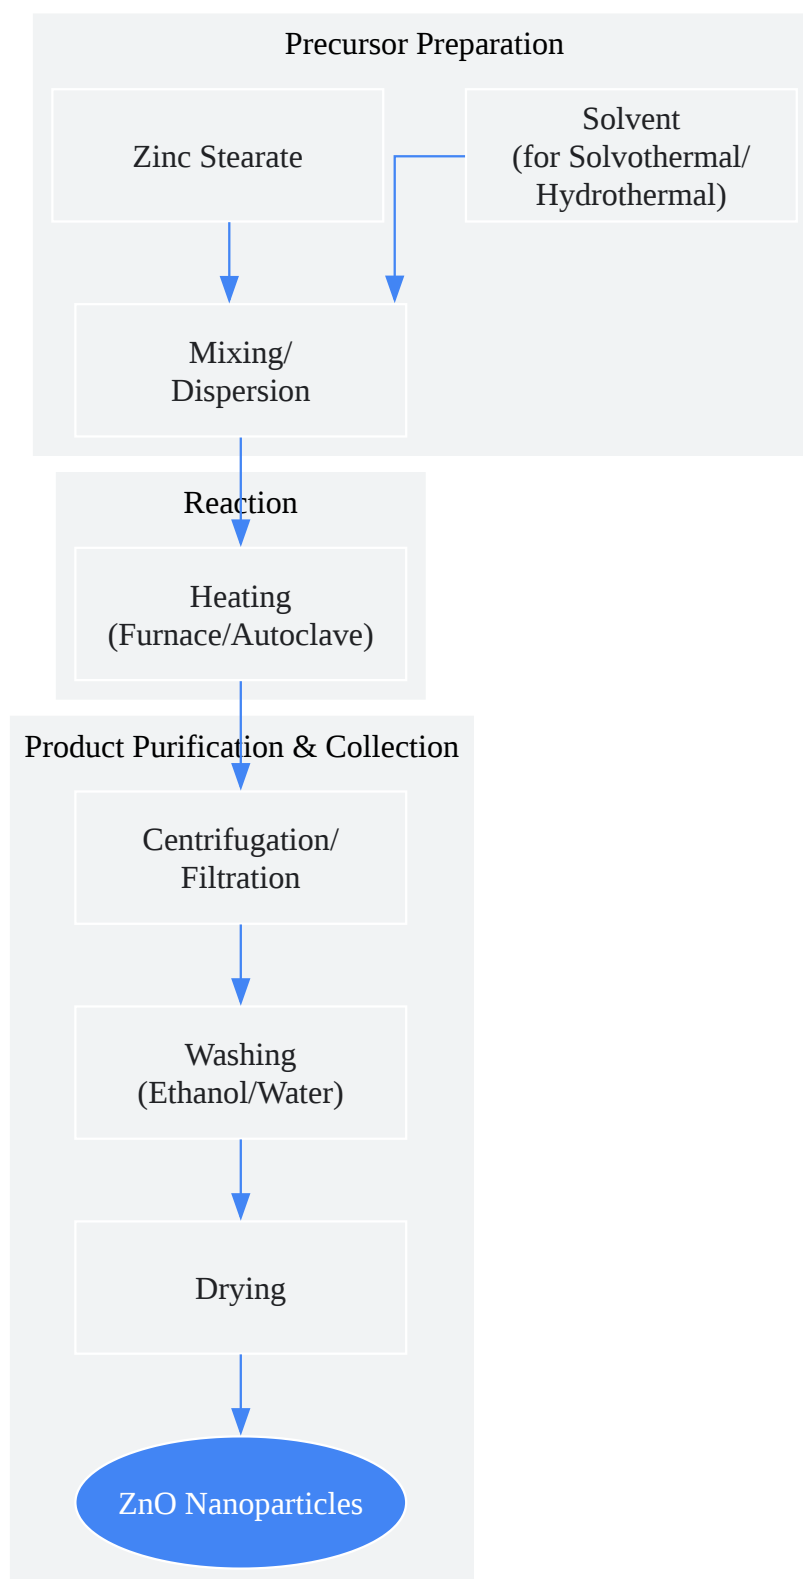 Precursor Preparation
Zinc Stearate
Solvent
(for Solvothermal/
Hydrothermal)
Mixing/
Dispersion
Reaction
Heating
(Furnace/Autoclave)
Product Purification & Collection
Centrifugation/
Filtration
Washing
(Ethanol/Water)
Drying
ZnO Nanoparticles